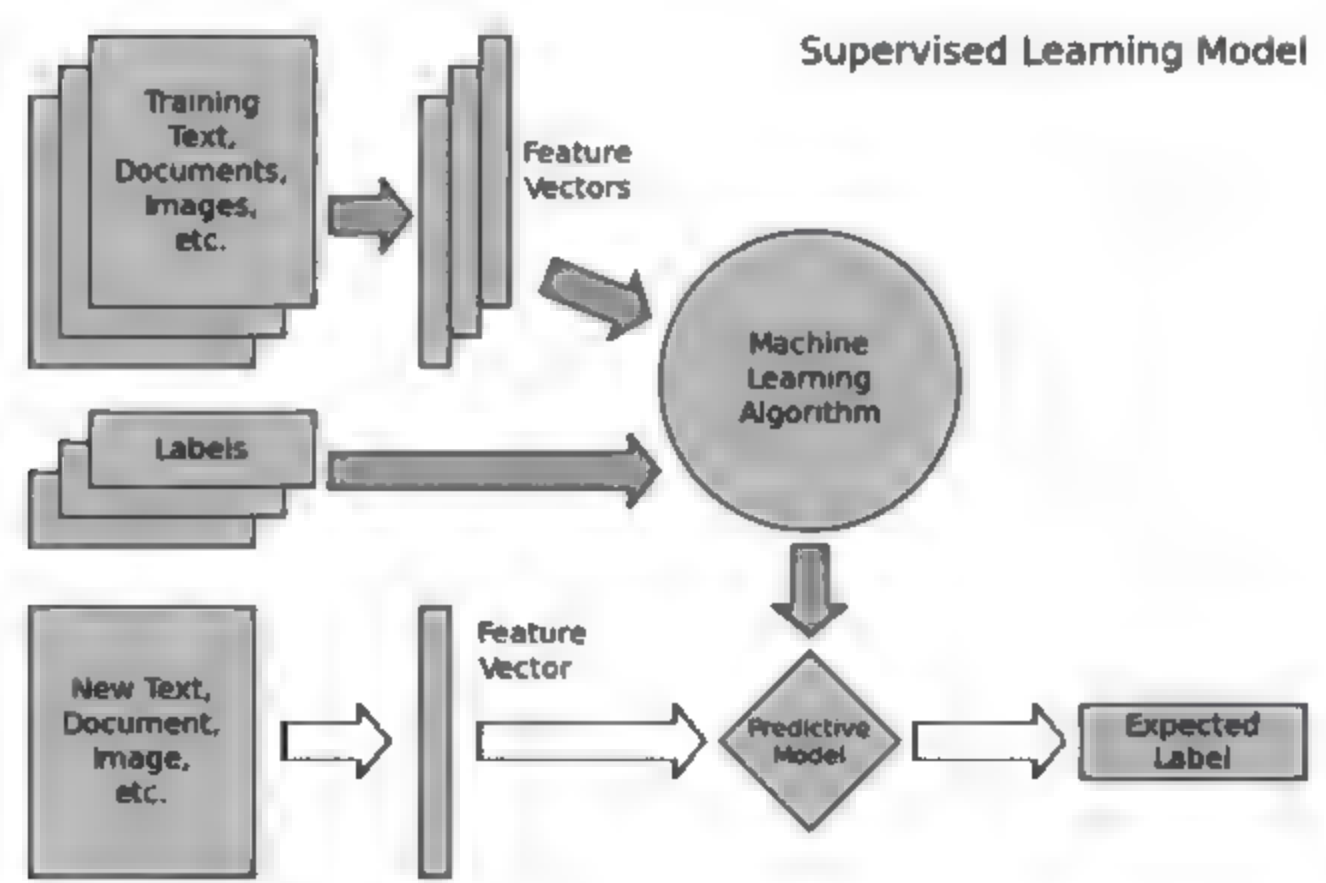 Supervised Learning Model
Training
Text,
Documents,
Images,
etc.
Feature
Vectors
Machine
Learning
Algorithm
Labels
New Text,
Document,
Image,
etc.
Feature
Vector
Predictive
Model
Expected
Label